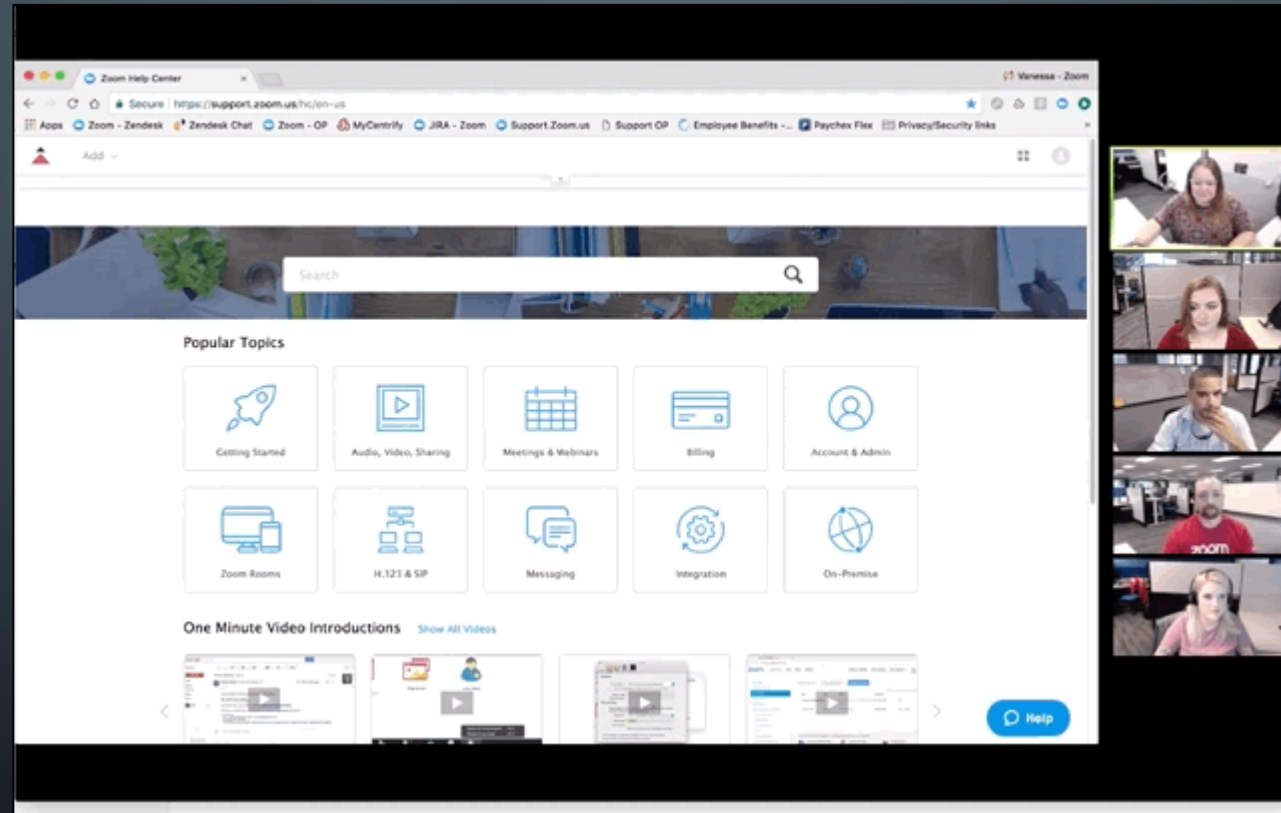 Zoom Help Center
Vanessa - Zoom
Secure https://support.zoom.us/hc/en-us
Apps Zoom - Zendesk Zendesk Chat Zoom - OP MyCentrify JIRA - Zoom Support.Zoom.us Support OP Employee Benefits -... Paychex Flex Privacy/Security links
Add
Search
Popular Topics
Getting Started Audio, Video, Sharing Meetings & Webinars Billing Account & Admin
Zoom Rooms H.323 & SIP Messaging Integration On-Premise
One Minute Video Introductions Show All Videos
Help
zoom